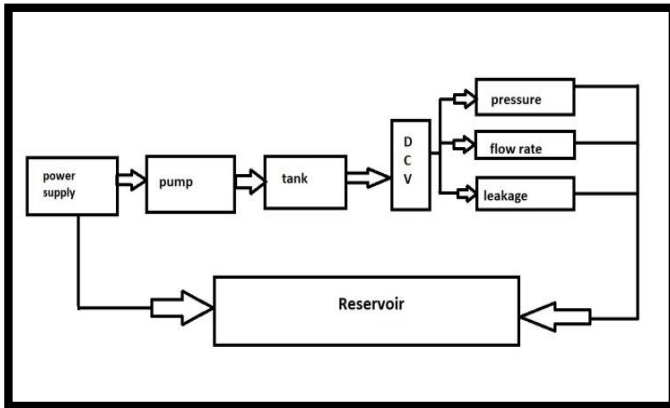 power
supply
pump
tank
D
C
V
pressure
flow rate
leakage
Reservoir